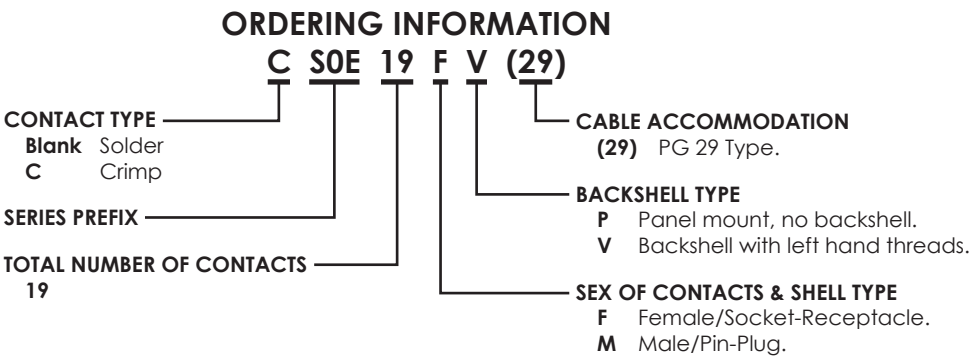 ORDERING INFORMATION
C S0E 19 F V (29)
CONTACT TYPE
Blank Solder
C Crimp
SERIES PREFIX
TOTAL NUMBER OF CONTACTS
19
CABLE ACCOMMODATION
(29) PG 29 Type.
BACKSHELL TYPE
P Panel mount, no backshell.
V Backshell with left hand threads.
SEX OF CONTACTS & SHELL TYPE
F Female/Socket-Receptacle.
M Male/Pin-Plug.